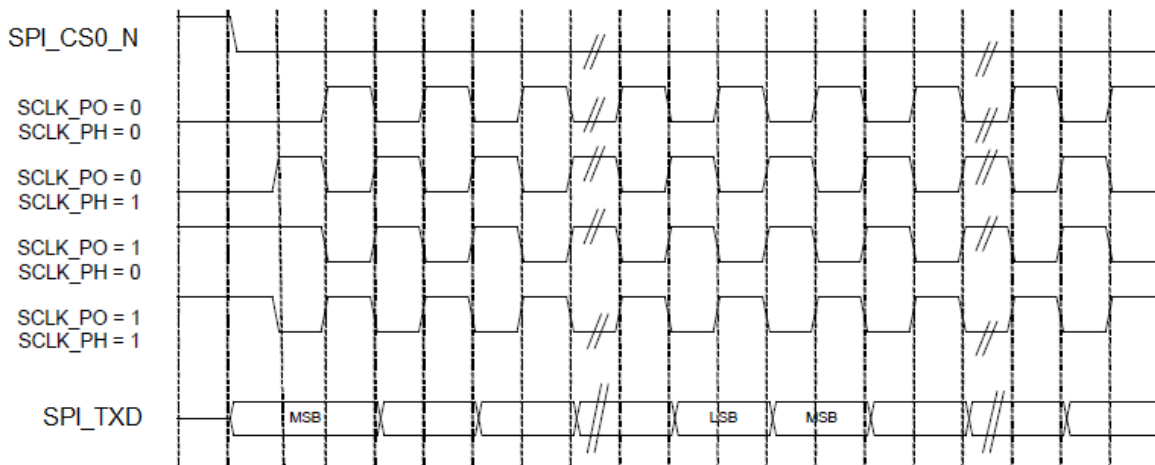 SPI_CS0_N
SCLK_PO = 0
SCLK_PH = 0
SCLK_PO = 0
SCLK_PH = 1
SCLK_PO = 1
SCLK_PH = 0
SCLK_PO = 1
SCLK_PH = 1
SPI_TXD MSB LSB MSB